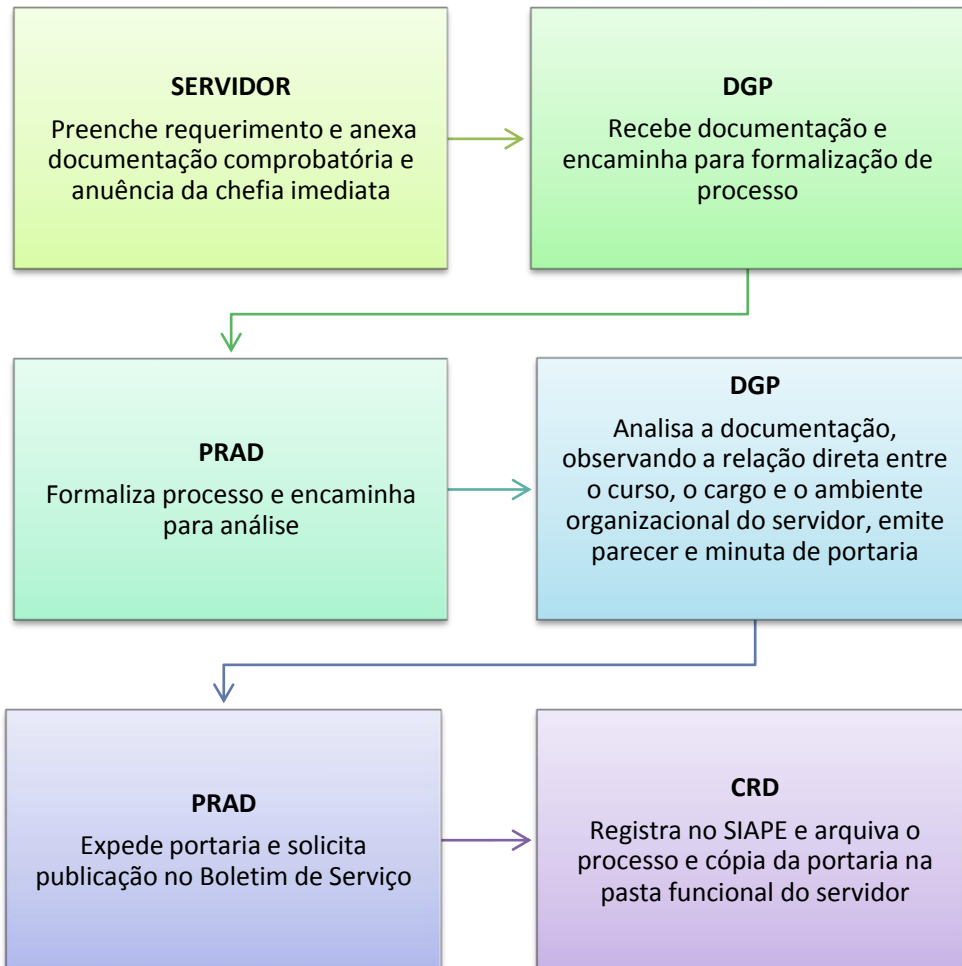 SERVIDOR
Preenche requerimento e anexa
documentação comprobatória e
anuência da chefia imediata
DGP
Recebe documentação e
encaminha para formalização de
processo
PRAD
Formaliza processo e encaminha
para análise
DGP
Analisa a documentação,
observando a relação direta entre
o curso, o cargo e o ambiente
organizacional do servidor, emite
parecer e minuta de portaria
PRAD
Expede portaria e solicita
publicação no Boletim de Serviço
CRD
Registra no SIAPE e arquiva o
processo e cópia da portaria na
pasta funcional do servidor